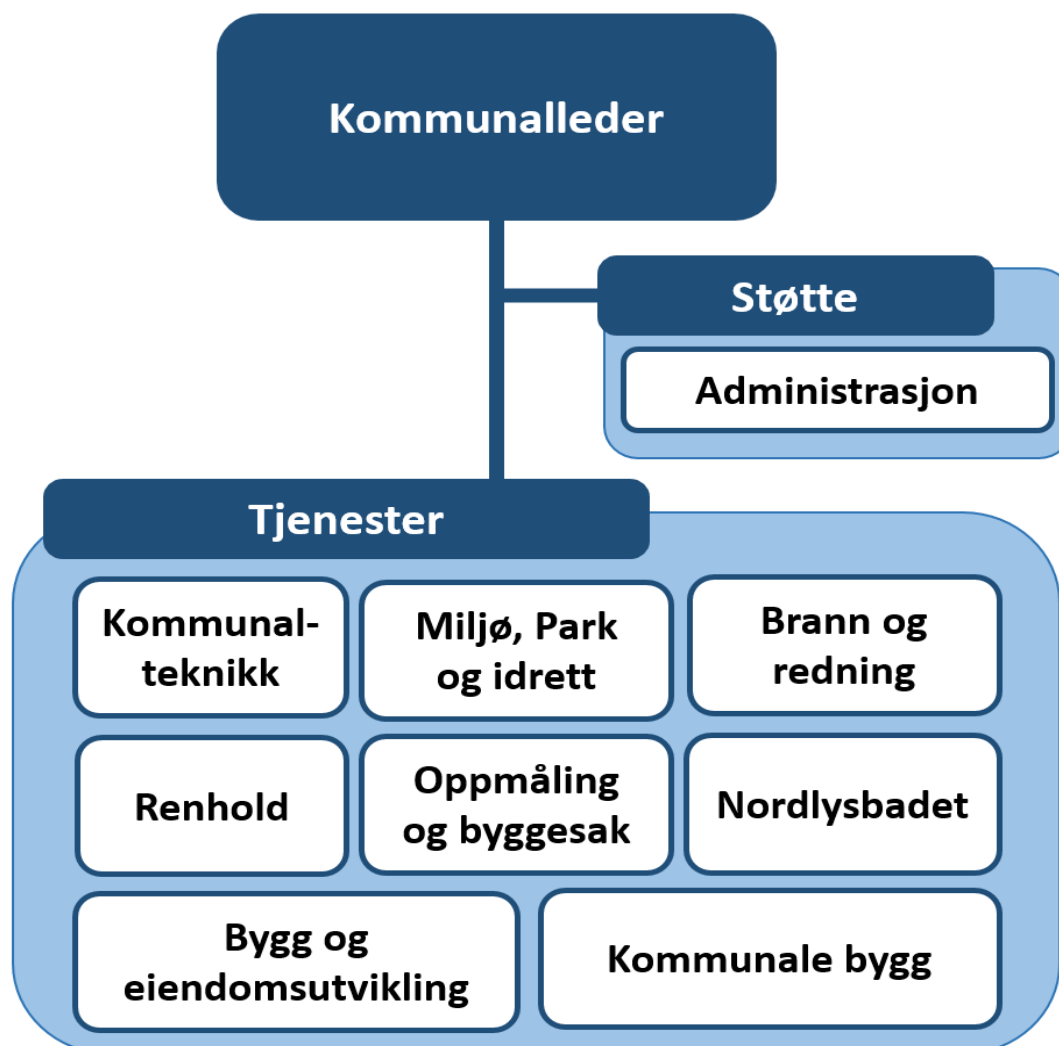 Kommunalleder
Støtte
Administrasjon
Tjenester
Kommunal-
teknikk
Miljø, Park
og idrett
Brann og
redning
Renhold
Oppmåling
og byggesak
Nordlysbadet
Bygg og
eiendomsutvikling
Kommunale bygg